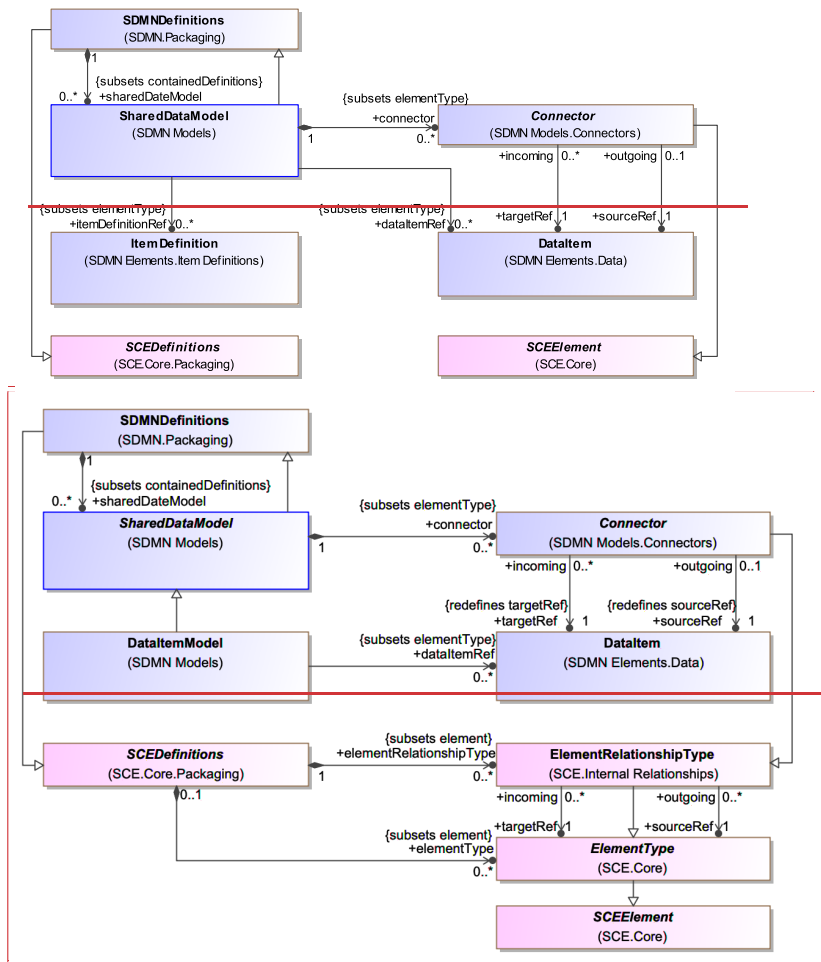 SDMNDefinitions
(SDMN.Packaging)
1
{subsets containedDefinitions}
0..*
+sharedDateModel
SharedDataModel
(SDMN Models)
{subsets elementType}
+connector
1
0..*
Connector
(SDMN Models.Connectors)
+incoming
0..*
+outgoing
0..1
{subsets elementType}
+itemDefinitionRef
0..*
{subsets elementType}
+dataItemRef
0..*
+targetRef
1
+sourceRef
1
ItemDefinition
(SDMN Elements.Item Definitions)
DataItem
(SDMN Elements.Data)
SCEDefinitions
(SCE.Core.Packaging)
SCEElement
(SCE.Core)
SDMNDefinitions
(SDMN.Packaging)
1
{subsets containedDefinitions}
0..*
+sharedDateModel
SharedDataModel
(SDMN Models)
{subsets elementType}
+connector
1
0..*
Connector
(SDMN Models.Connectors)
+incoming
0..*
+outgoing
0..1
{redefines targetRef}
+targetRef
1
{redefines sourceRef}
+sourceRef
1
DataItemModel
(SDMN Models)
{subsets elementType}
+dataItemRef
0..*
DataItem
(SDMN Elements.Data)
SCEDefinitions
(SCE.Core.Packaging)
{subsets element}
+elementRelationshipType
1
0..*
ElementRelationshipType
(SCE.Internal Relationships)
0..1
+incoming
0..*
+outgoing
0..*
+targetRef
1
+sourceRef
1
{subsets element}
+elementType
0..*
ElementType
(SCE.Core)
SCEElement
(SCE.Core)